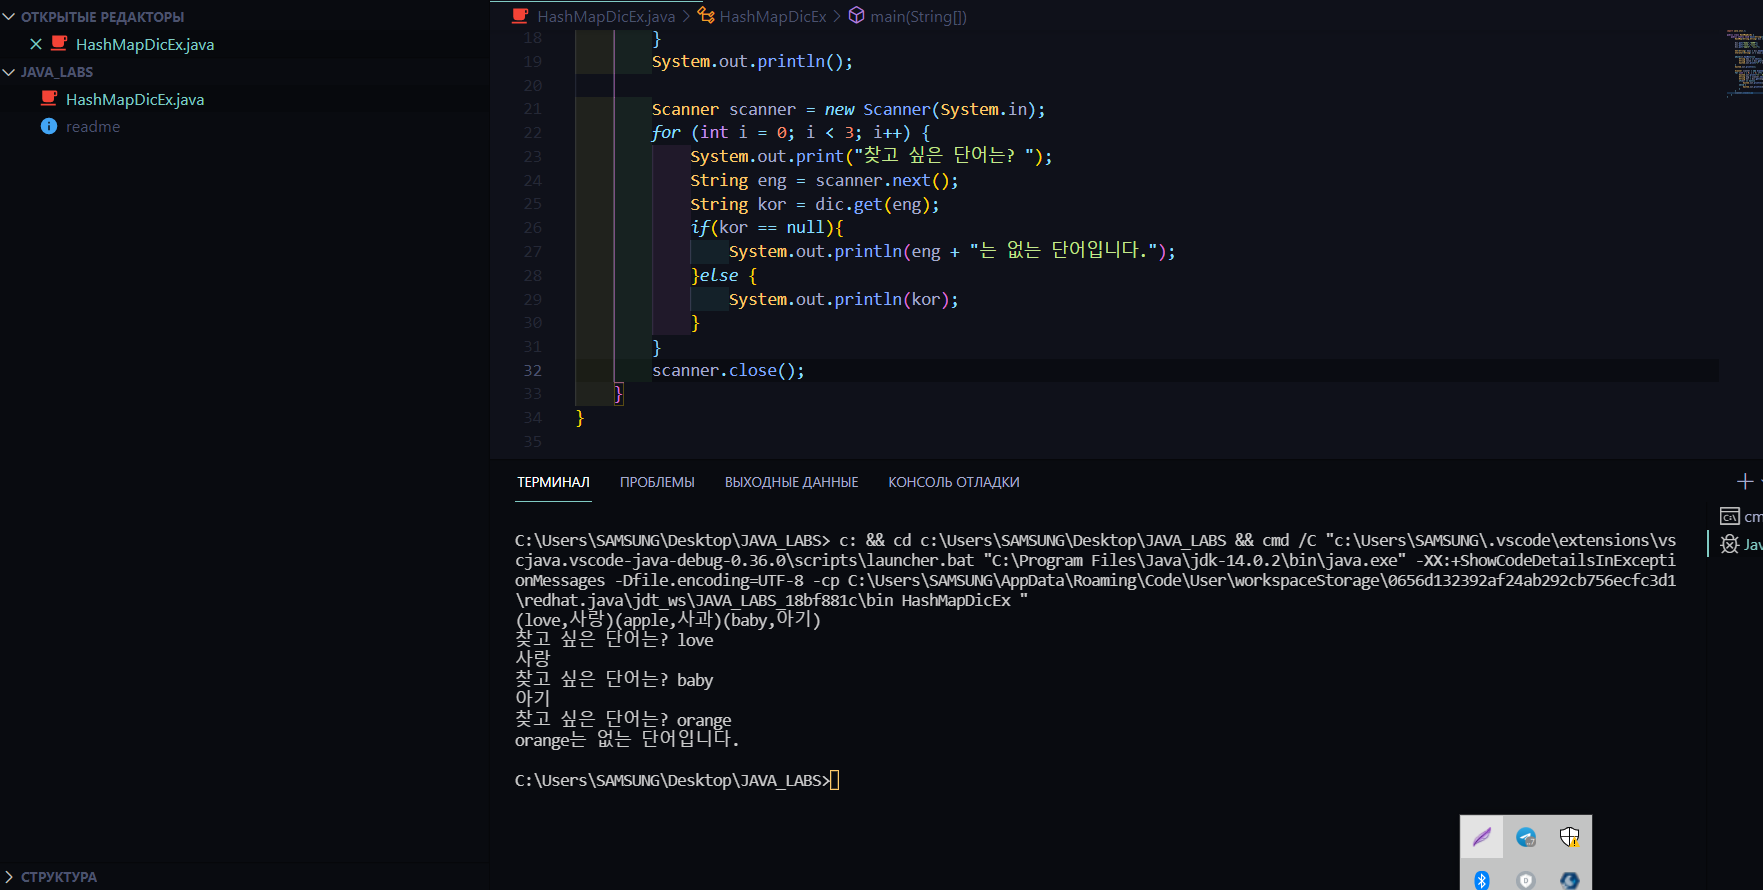 ОТКРЫТЫЕ РЕДАКТОРЫ
HashMapDicEx.java
JAVA_LABS
HashMapDicEx.java
readme
СТРУКТУРА
HashMapDicEx.java > HashMapDicEx > main(String[])
18 }
19 System.out.println();
20
21 Scanner scanner = new Scanner(System.in);
22 for (int i = 0; i < 3; i++) {
23 System.out.print("찾고 싶은 단어는? ");
24 String eng = scanner.next();
25 String kor = dic.get(eng);
26 if(kor == null){
27 System.out.println(eng + "는 없는 단어입니다.");
28 }else {
29 System.out.println(kor);
30 }
31 }
32 scanner.close();
33 }
34 }
35
ТЕРМИНАЛ ПРОБЛЕМЫ ВЫХОДНЫЕ ДАННЫЕ КОНСОЛЬ ОТЛАДКИ
C:\Users\SAMSUNG\Desktop\JAVA_LABS> c: && cd c:\Users\SAMSUNG\Desktop\JAVA_LABS && cmd /C "c:\Users\SAMSUNG\.vscode\extensions\vs
cjava.vscode-java-debug-0.36.0\scripts\launcher.bat "C:\Program Files\Java\jdk-14.0.2\bin\java.exe" -XX:+ShowCodeDetailsInExcepti
onMessages -Dfile.encoding=UTF-8 -cp C:\Users\SAMSUNG\AppData\Roaming\Code\User\workspaceStorage\0656d132392af24ab292cb756ecfc3d1
\redhat.java\jdt_ws\JAVA_LABS_18bf881c\bin HashMapDicEx "
(love,사랑)(apple,사과)(baby,아기)
찾고 싶은 단어는? love
사랑
찾고 싶은 단어는? baby
아기
찾고 싶은 단어는? orange
orange는 없는 단어입니다.
C:\Users\SAMSUNG\Desktop\JAVA_LABS>
cm
Jav